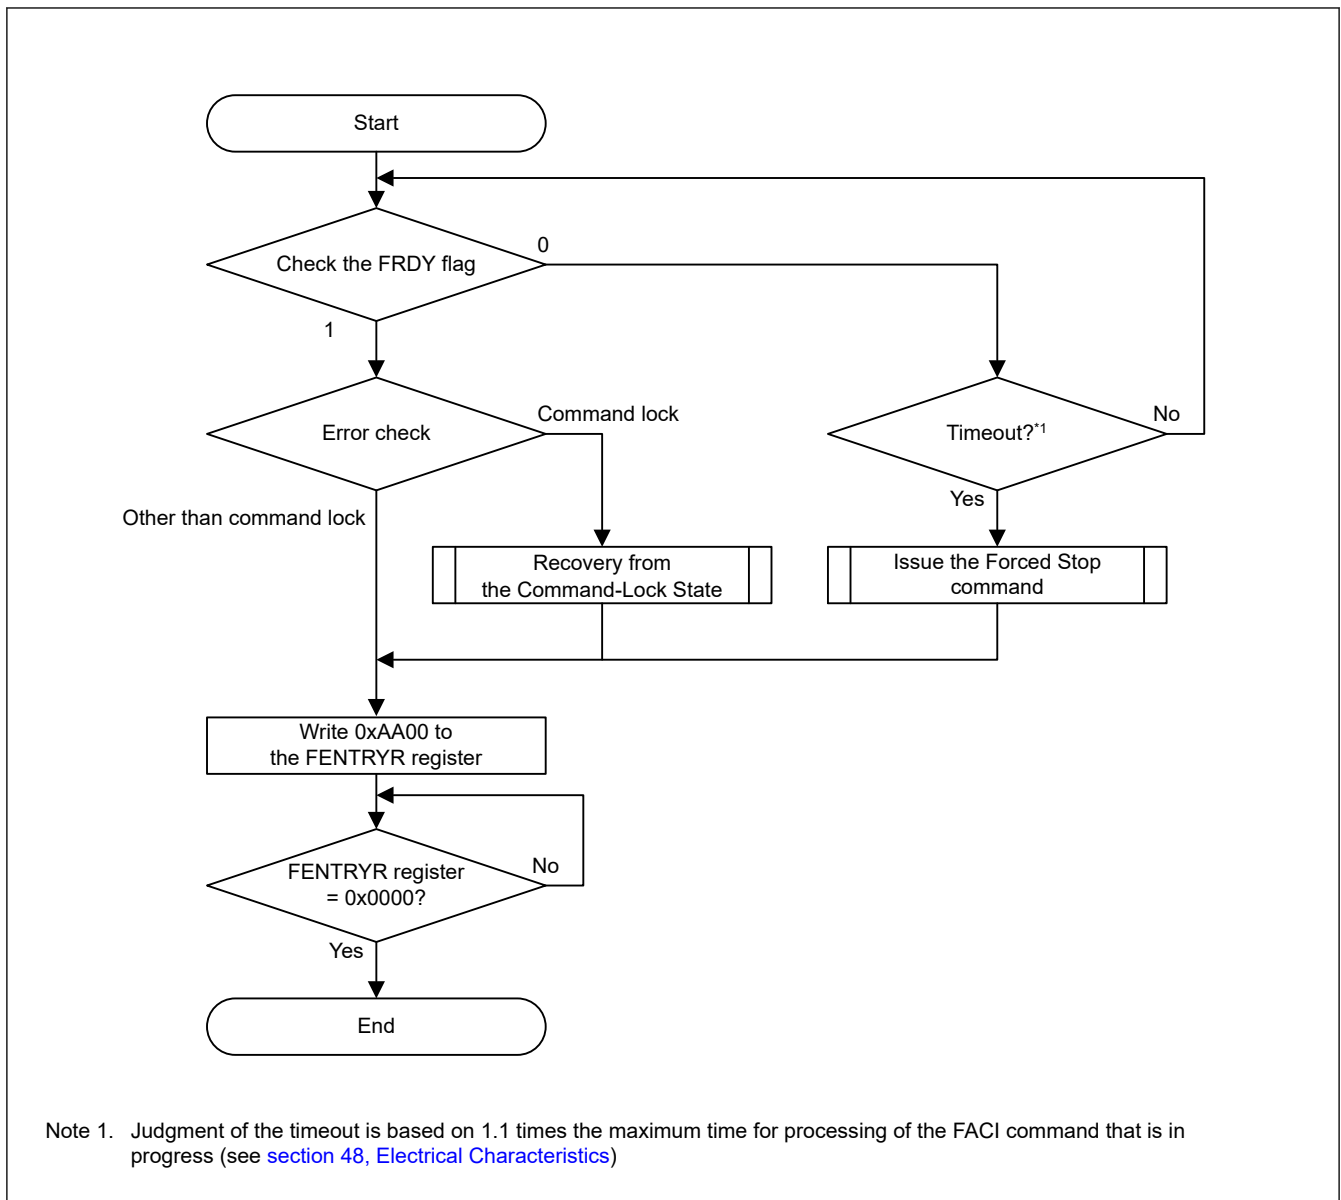 Start
0
Check the FRDY flag
1
Command lock
Error check
No
Timeout?*1
Yes
Other than command lock
Recovery from
the Command-Lock State
Issue the Forced Stop
command
Write 0xAA00 to
the FENTRYR register
FENTRYR register
= 0x0000?
No
Yes
End
Note 1. Judgment of the timeout is based on 1.1 times the maximum time for processing of the FACI command that is in
progress (see section 48, Electrical Characteristics)